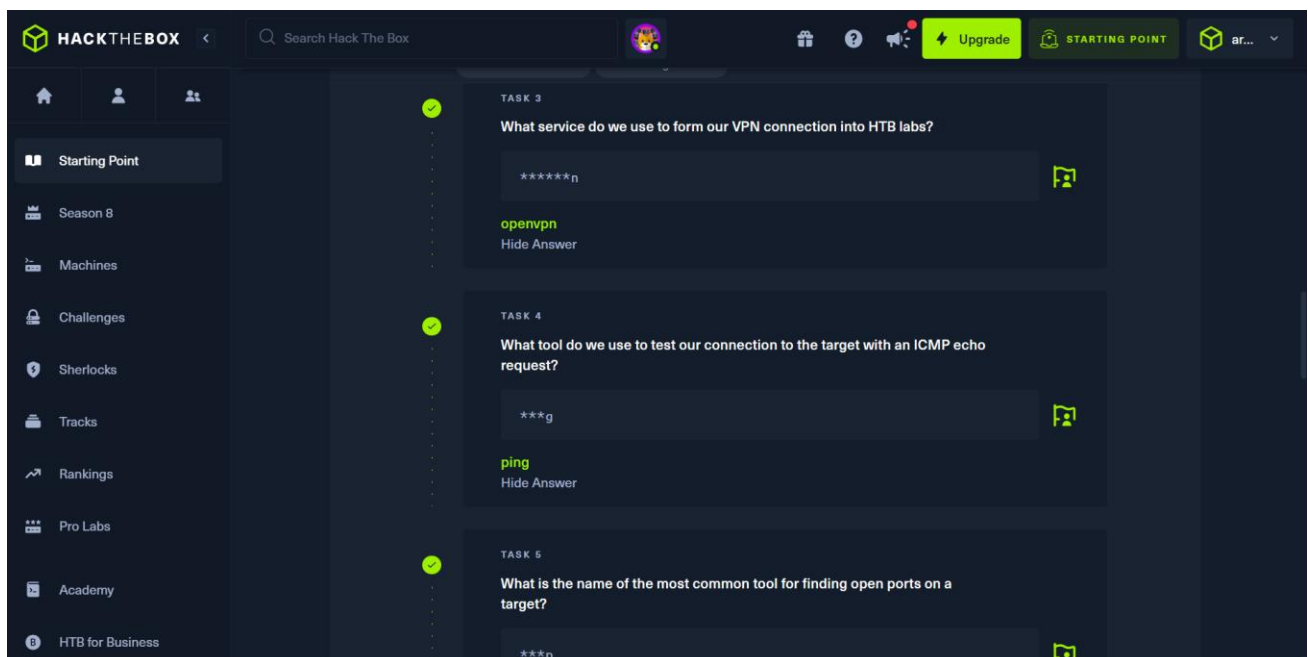 HACKTHEBOX
Search Hack The Box
Upgrade
STARTING POINT
ar...
Starting Point
Season 8
Machines
Challenges
Sherlocks
Tracks
Rankings
Pro Labs
Academy
HTB for Business
TASK 3
What service do we use to form our VPN connection into HTB labs?
******n
openvpn
Hide Answer
TASK 4
What tool do we use to test our connection to the target with an ICMP echo
request?
***g
ping
Hide Answer
TASK 5
What is the name of the most common tool for finding open ports on a
target?
***p